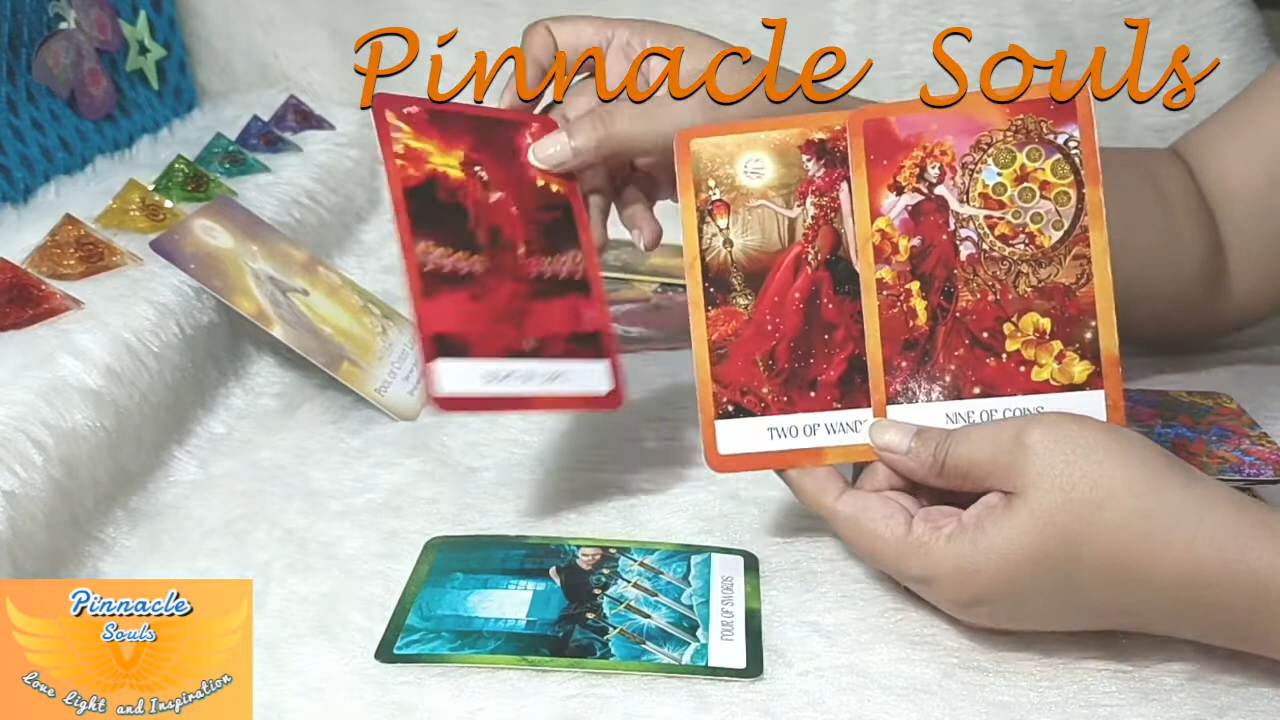 Pinnacle Souls
TWO OF WANDS
NINE OF COINS
FOUR OF SWORDS
Pinnacle
Souls
Love Light and Inspiration